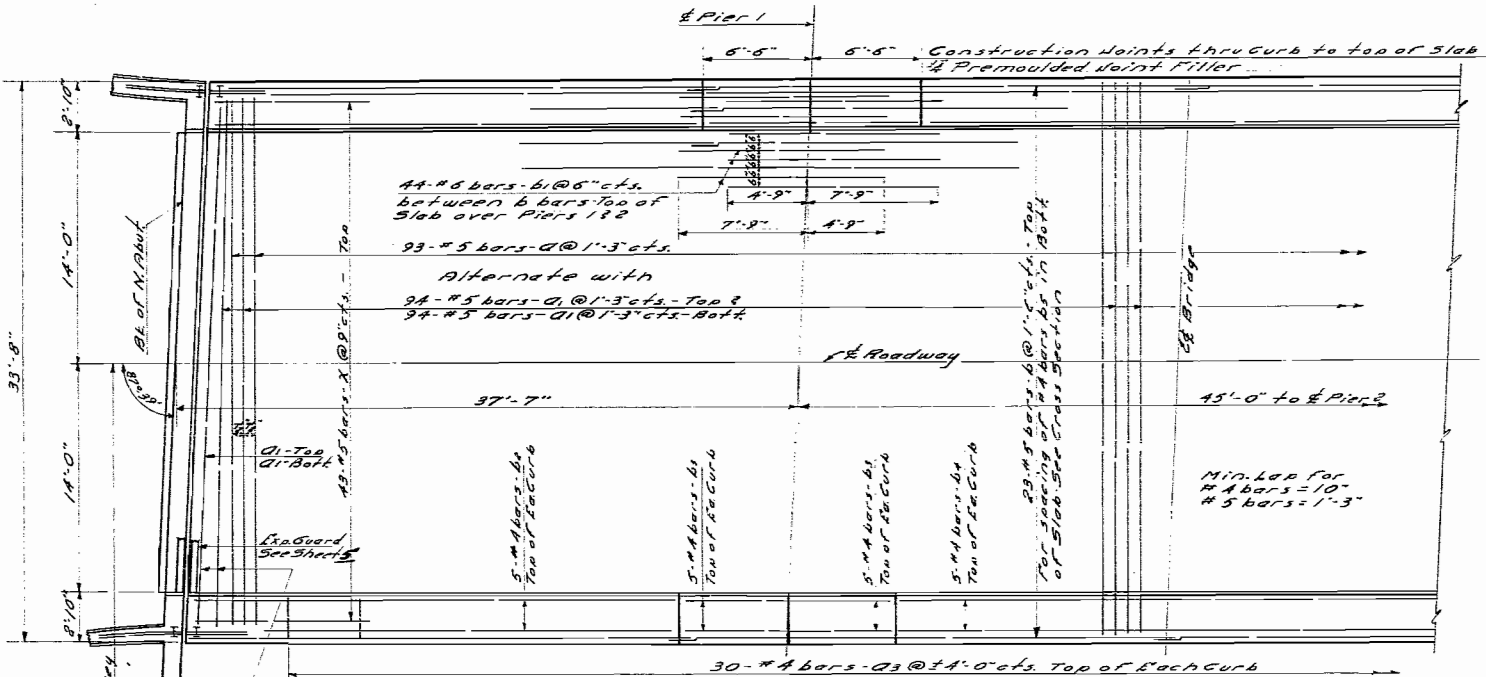 ℄ Pier 1
6'-6" 6'-6"
Construction Joints thru Curb to top of Slab
¼" Premoulded Joint Filler
2'-10"
14'-0"
33'-8"
14'-0"
2'-10"
Bk of N. Abut.
44-#6 bars-b1@6"cts.
between b bars-Top of
Slab over Piers 1&2
4'-9" 7'-9"
7'-9" 4'-9"
93-#5 bars-a@1'-3"cts.
Alternate with
94-#5 bars-a1@1'-3"cts.-Top &
94-#5 bars-a1@1'-3"cts.-Bott.
43-#5 bars-X@9"cts. - Top
℄ Roadway
℄ Bridge
23-#5 bars-b@1'-6"cts.-Top
For spacing of #4 bars b5 in Bott.
of Slab-See Cross Section
37'-7"
45'-0" to ℄ Pier 2
a1-Top
a1-Bott.
Exp. Guard
See Sheet 5
5-#4 bars-b2
Top of Ea. Curb
5-#4 bars-b3
Top of Ea. Curb
5-#4 bars-b3
Top of Ea. Curb
5-#4 bars-b4
Top of Ea. Curb
Min. Lap for
#4 bars = 10"
#5 bars = 1'-3"
30-#4 bars-a3@±4'-0"cts. Top of Each Curb